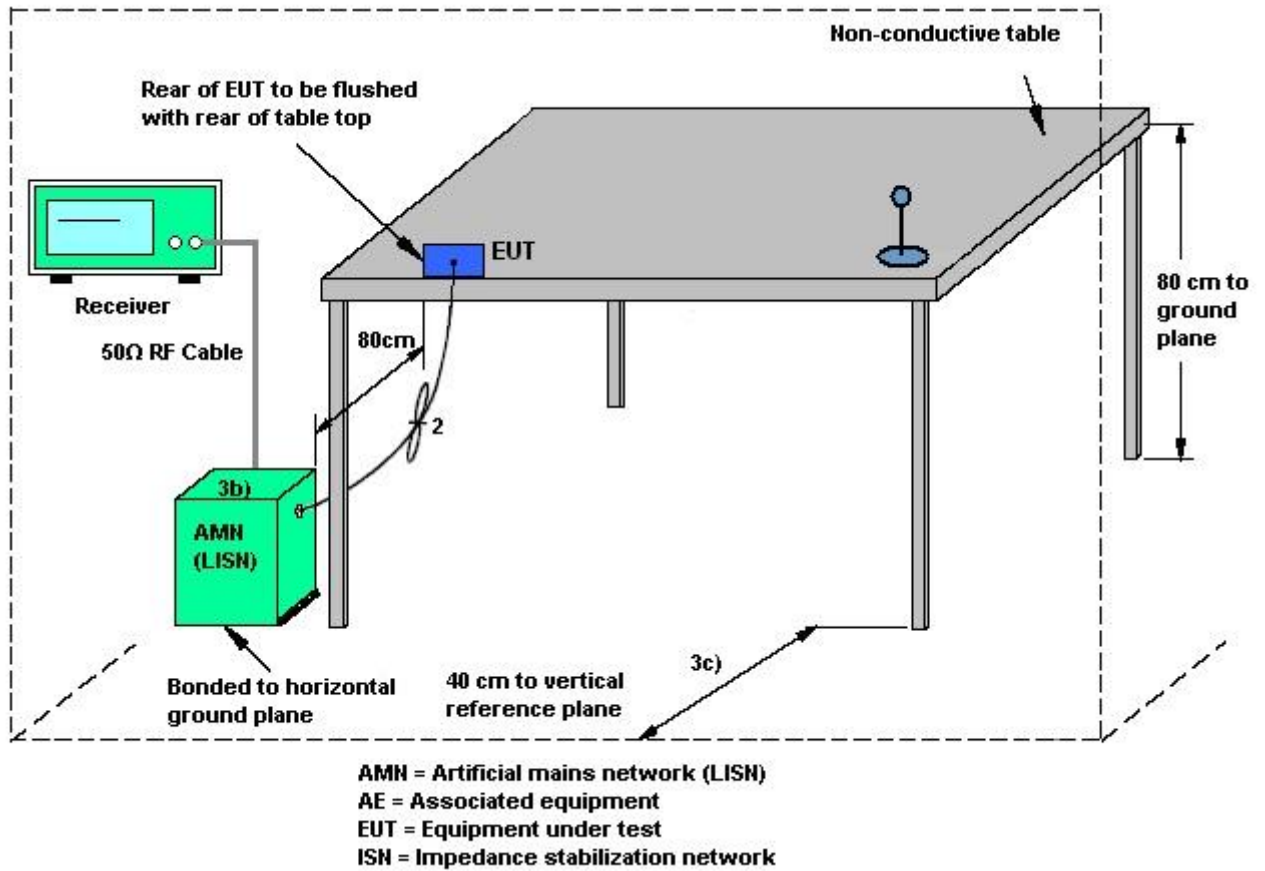 Non-conductive table
Rear of EUT to be flushed
with rear of table top
EUT
Receiver
80 cm to
ground
plane
50Ω RF Cable
80cm
2
3b)
AMN
(LISN)
3c)
Bonded to horizontal
ground plane
40 cm to vertical
reference plane
AMN = Artificial mains network (LISN)
AE = Associated equipment
EUT = Equipment under test
ISN = Impedance stabilization network